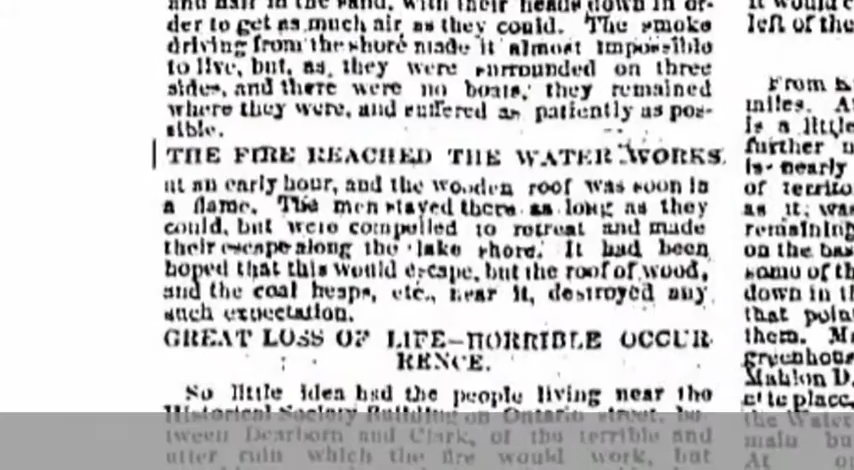 and hair in the sand, with their heads down in or-
der to get as much air as they could. The smoke
driving from the shore made it almost impossible
to live, but, as they were surrounded on three
sides, and there were no boats, they remained
where they were, and suffered as patiently as pos-
sible.
THE FIRE REACHED THE WATER WORKS
at an early hour, and the wooden roof was soon in
a flame. The men stayed there as long as they
could, but were compelled to retreat and made
their escape along the lake shore. It had been
hoped that this would escape, but the roof of wood,
and the coal heaps, etc., near it, destroyed any
such expectation.
GREAT LOSS OF LIFE—HORRIBLE OCCUR-
RENCE.
So little idea had the people living near the
Historical Society Building on Ontario street, be-
tween Dearborn and Clark, of the terrible and
utter ruin which the fire would work, but
left of the
From
miles.
is a little
further
is nearly
of territo
as it was
remaining
on the bas
some of th
down in th
that poin
them.
greenhous
Mahlon D.
the place,
the Water
main bu
At